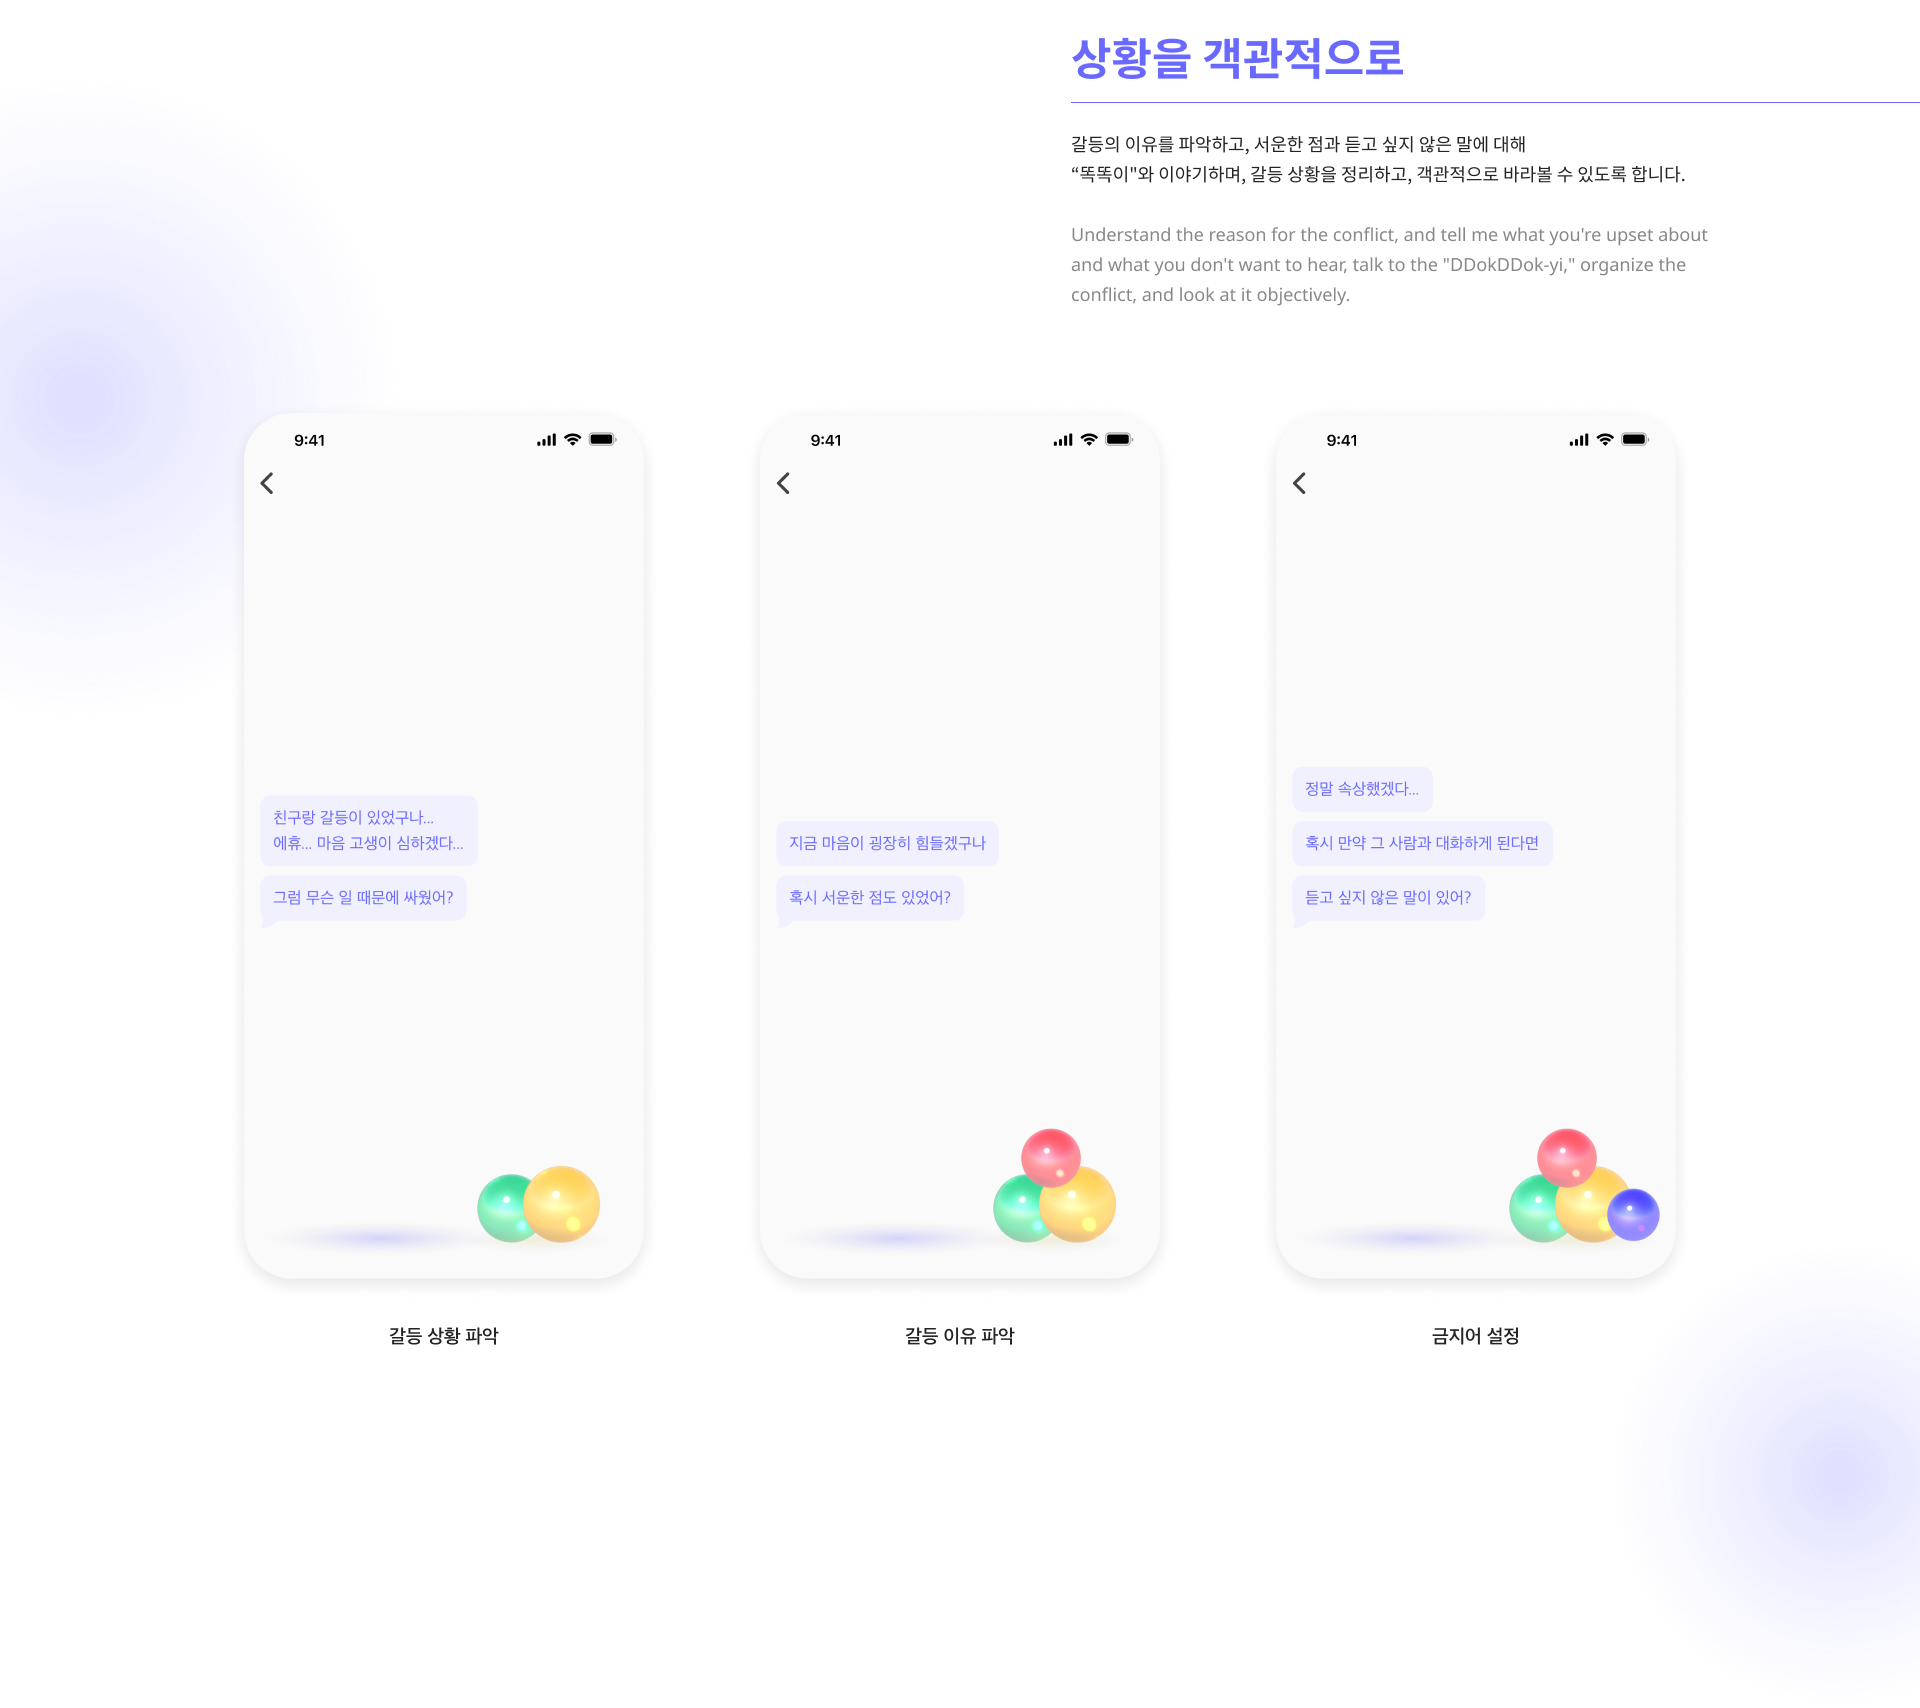 상황을 객관적으로
갈등의 이유를 파악하고, 서운한 점과 듣고 싶지 않은 말에 대해
“똑똑이"와 이야기하며, 갈등 상황을 정리하고, 객관적으로 바라볼 수 있도록 합니다.
Understand the reason for the conflict, and tell me what you're upset about
and what you don't want to hear, talk to the "DDokDDok-yi," organize the
conflict, and look at it objectively.
9:41
친구랑 갈등이 있었구나...
에휴... 마음 고생이 심하겠다...
그럼 무슨 일 때문에 싸웠어?
갈등 상황 파악
9:41
지금 마음이 굉장히 힘들겠구나
혹시 서운한 점도 있었어?
갈등 이유 파악
9:41
정말 속상했겠다...
혹시 만약 그 사람과 대화하게 된다면
듣고 싶지 않은 말이 있어?
금지어 설정